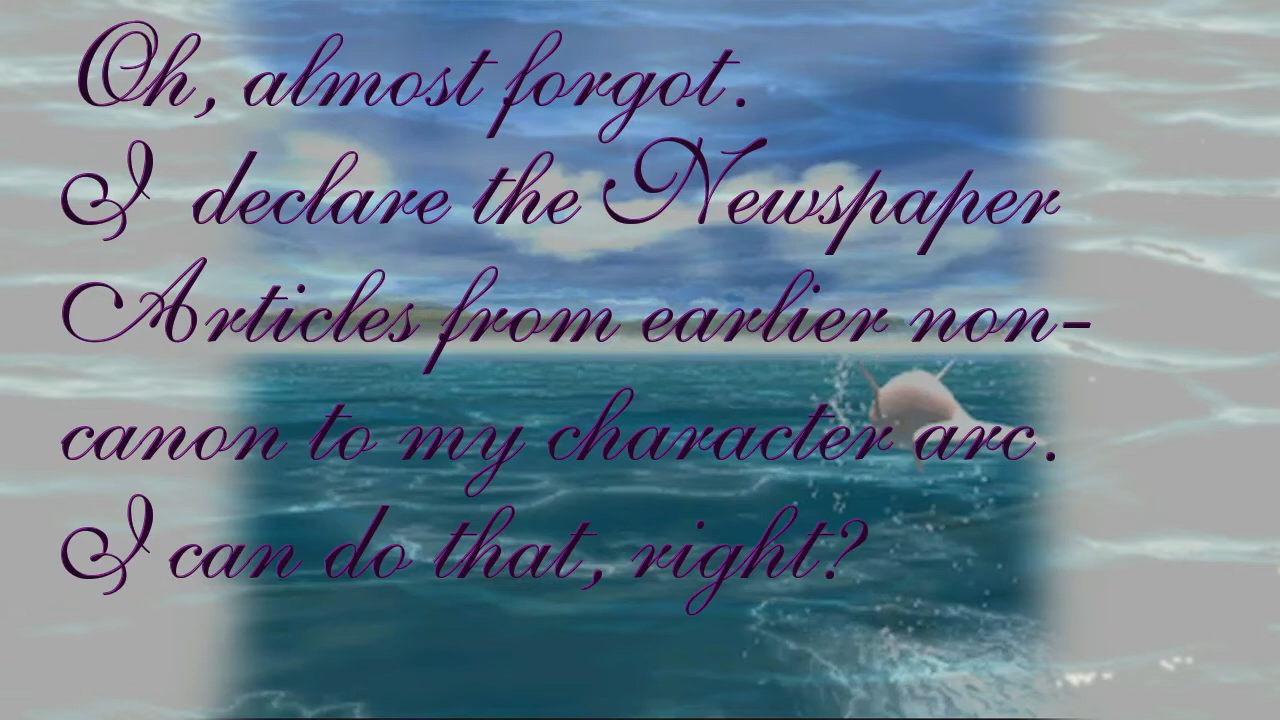 Oh, almost forgot.
I declare the Newspaper
Articles from earlier non-
canon to my character arc.
I can do that, right?